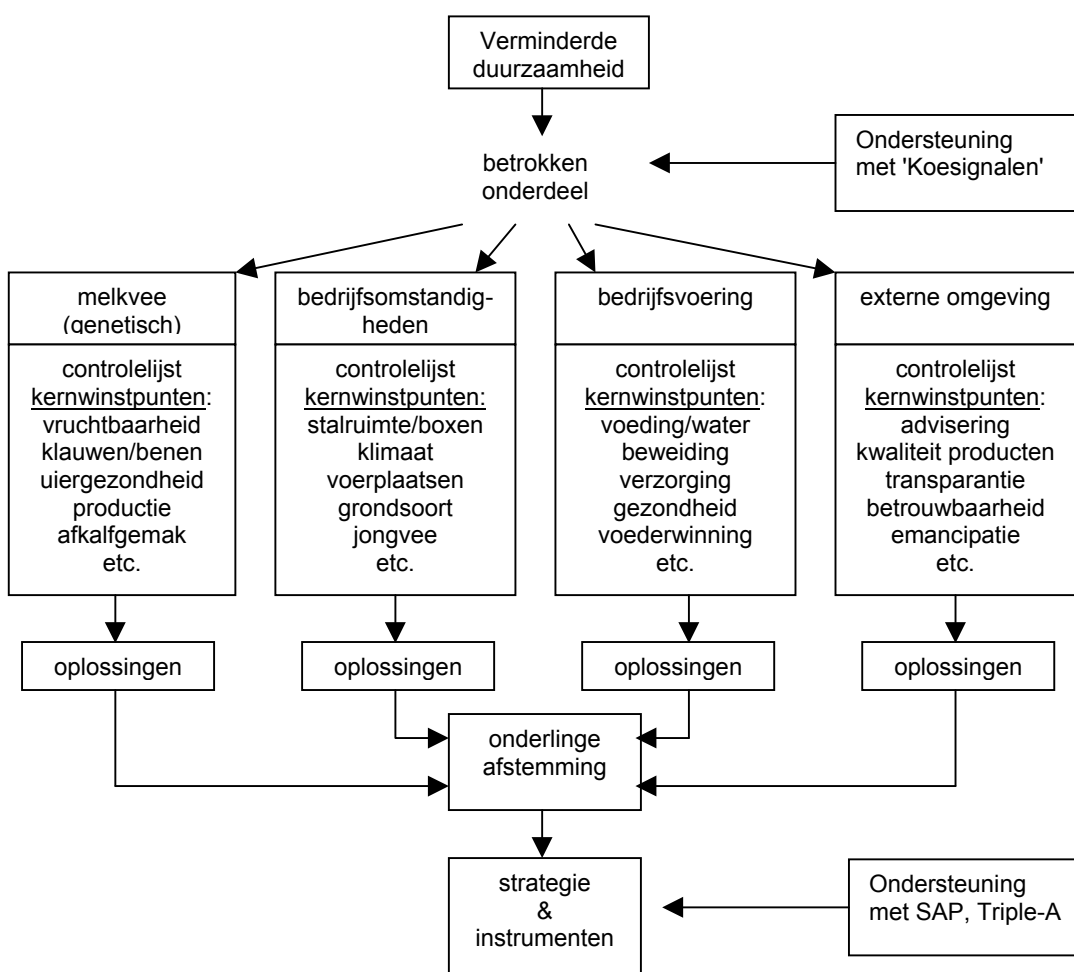 Verminderde
duurzaamheid
Ondersteuning
met 'Koesignalen'
betrokken
onderdeel
melkvee
(genetisch)
controlelijst
kernwinstpunten:
vruchtbaarheid
klauwen/benen
uiergezondheid
productie
afkalfgemak
etc.
oplossingen
bedrijfsomstandig-
heden
controlelijst
kernwinstpunten:
stalruimte/boxen
klimaat
voerplaatsen
grondsoort
jongvee
etc.
oplossingen
bedrijfsvoering
controlelijst
kernwinstpunten:
voeding/water
beweiding
verzorging
gezondheid
voederwinning
etc.
oplossingen
externe omgeving
controlelijst
kernwinstpunten:
advisering
kwaliteit producten
transparantie
betrouwbaarheid
emancipatie
etc.
oplossingen
onderlinge
afstemming
strategie
&
instrumenten
Ondersteuning
met SAP, Triple-A